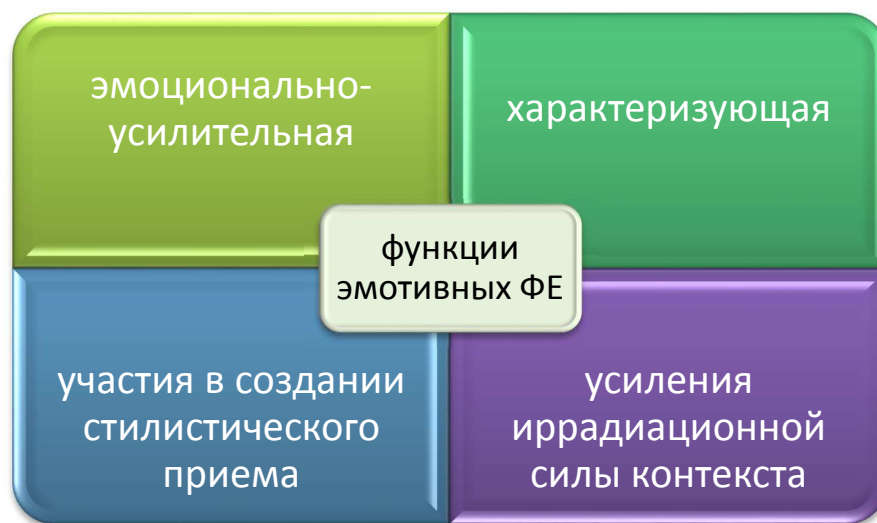 эмоционально-
усилительная
характеризующая
функции
эмотивных ФЕ
участия в создании
стилистического
приема
усиления
иррадиационной
силы контекста